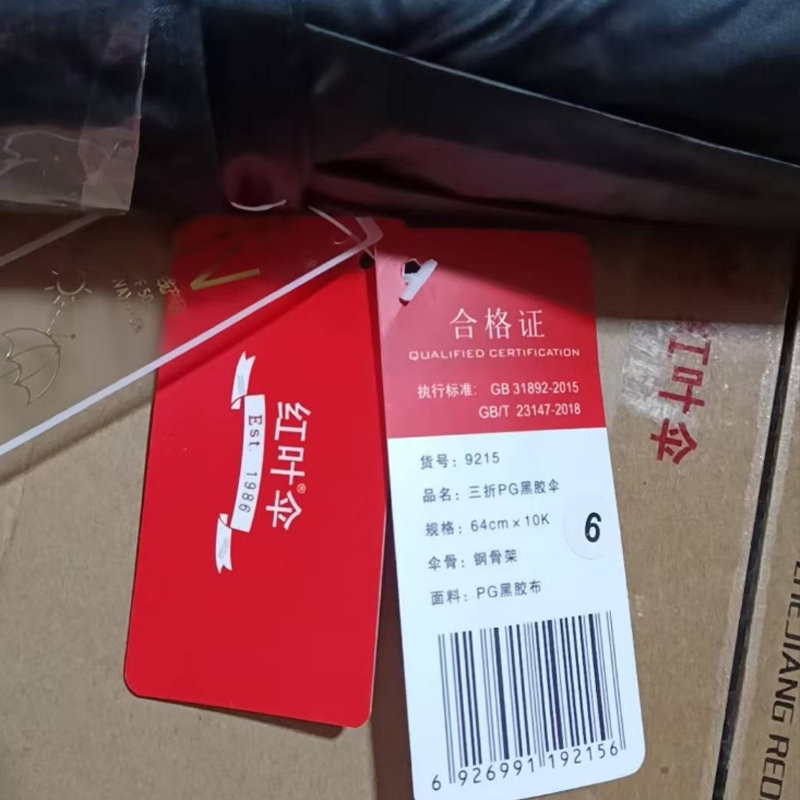 红叶®伞
Est. 1986
合格证
QUALIFIED CERTIFICATION
执行标准: GB 31892-2015
GB/T 23147-2018
货号: 9215
品名: 三折PG黑胶伞
规格: 64cm×10K
伞骨: 钢骨架
面料: PG黑胶布
6
6 926991 192156
红叶伞
ZHEJIANG RED